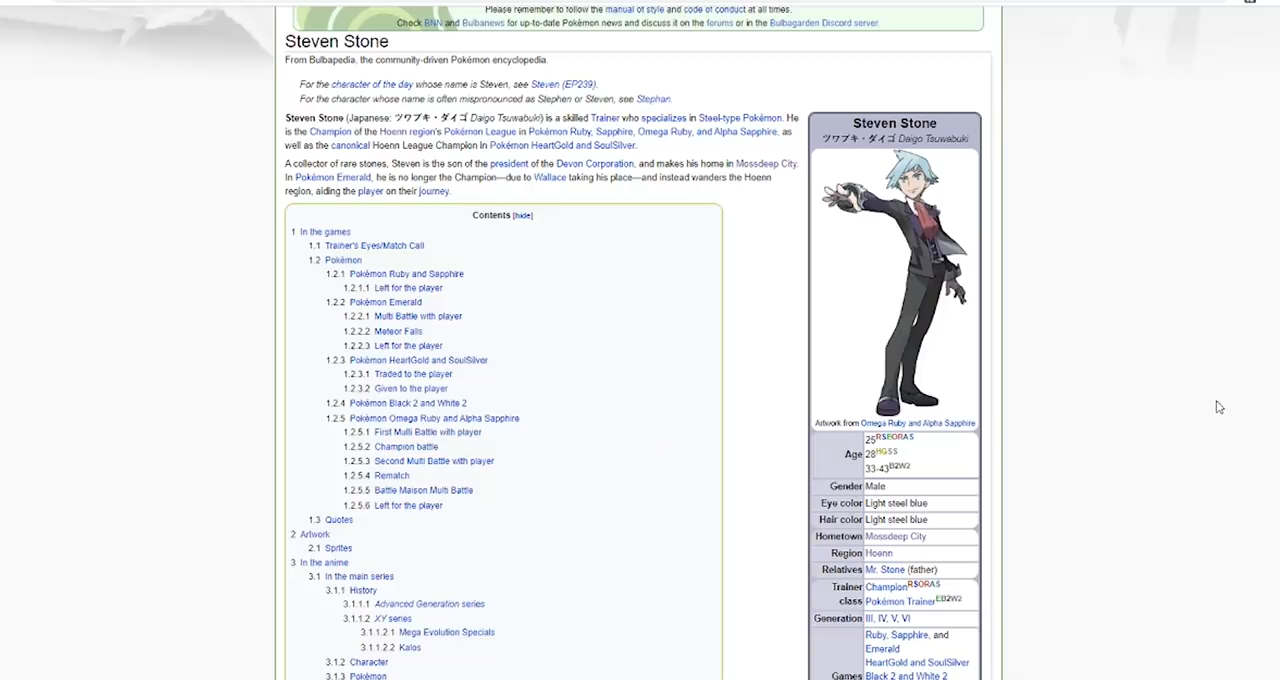 Please remember to follow the manual of style and code of conduct at all times.
Check BNN and Bulbanews for up-to-date Pokémon news and discuss it on the forums or in the Bulbagarden Discord server.
Steven Stone
From Bulbapedia, the community-driven Pokémon encyclopedia.
For the character of the day whose name is Steven, see Steven (EP239).
For the character whose name is often mispronounced as Stephen or Steven, see Stephan.
Steven Stone (Japanese: ツワブキ・ダイゴ Daigo Tsuwabuki) is a skilled Trainer who specializes in Steel-type Pokémon. He
is the Champion of the Hoenn region's Pokémon League in Pokémon Ruby, Sapphire, Omega Ruby, and Alpha Sapphire, as
well as the canonical Hoenn League Champion in Pokémon HeartGold and SoulSilver.
A collector of rare stones, Steven is the son of the president of the Devon Corporation, and makes his home in Mossdeep City.
In Pokémon Emerald, he is no longer the Champion—due to Wallace taking his place—and instead wanders the Hoenn
region, aiding the player on their journey.
Contents [hide]
1 In the games
1.1 Trainer's Eyes/Match Call
1.2 Pokémon
1.2.1 Pokémon Ruby and Sapphire
1.2.1.1 Left for the player
1.2.2 Pokémon Emerald
1.2.2.1 Multi Battle with player
1.2.2.2 Meteor Falls
1.2.2.3 Left for the player
1.2.3 Pokémon HeartGold and SoulSilver
1.2.3.1 Traded to the player
1.2.3.2 Given to the player
1.2.4 Pokémon Black 2 and White 2
1.2.5 Pokémon Omega Ruby and Alpha Sapphire
1.2.5.1 First Multi Battle with player
1.2.5.2 Champion battle
1.2.5.3 Second Multi Battle with player
1.2.5.4 Rematch
1.2.5.5 Battle Maison Multi Battle
1.2.5.6 Left for the player
1.3 Quotes
2 Artwork
2.1 Sprites
3 In the anime
3.1 In the main series
3.1.1 History
3.1.1.1 Advanced Generation series
3.1.1.2 XY series
3.1.1.2.1 Mega Evolution Specials
3.1.1.2.2 Kalos
3.1.2 Character
3.1.3 Pokémon
Steven Stone
ツワブキ・ダイゴ Daigo Tsuwabuki
Artwork from Omega Ruby and Alpha Sapphire
Age 25RSEORAS
28HGSS
33-43B2W2
Gender Male
Eye color Light steel blue
Hair color Light steel blue
Hometown Mossdeep City
Region Hoenn
Relatives Mr. Stone (father)
Trainer class ChampionRSORAS
Pokémon TrainerEB2W2
Generation III, IV, V, VI
Games Ruby, Sapphire, and
Emerald
HeartGold and SoulSilver
Black 2 and White 2